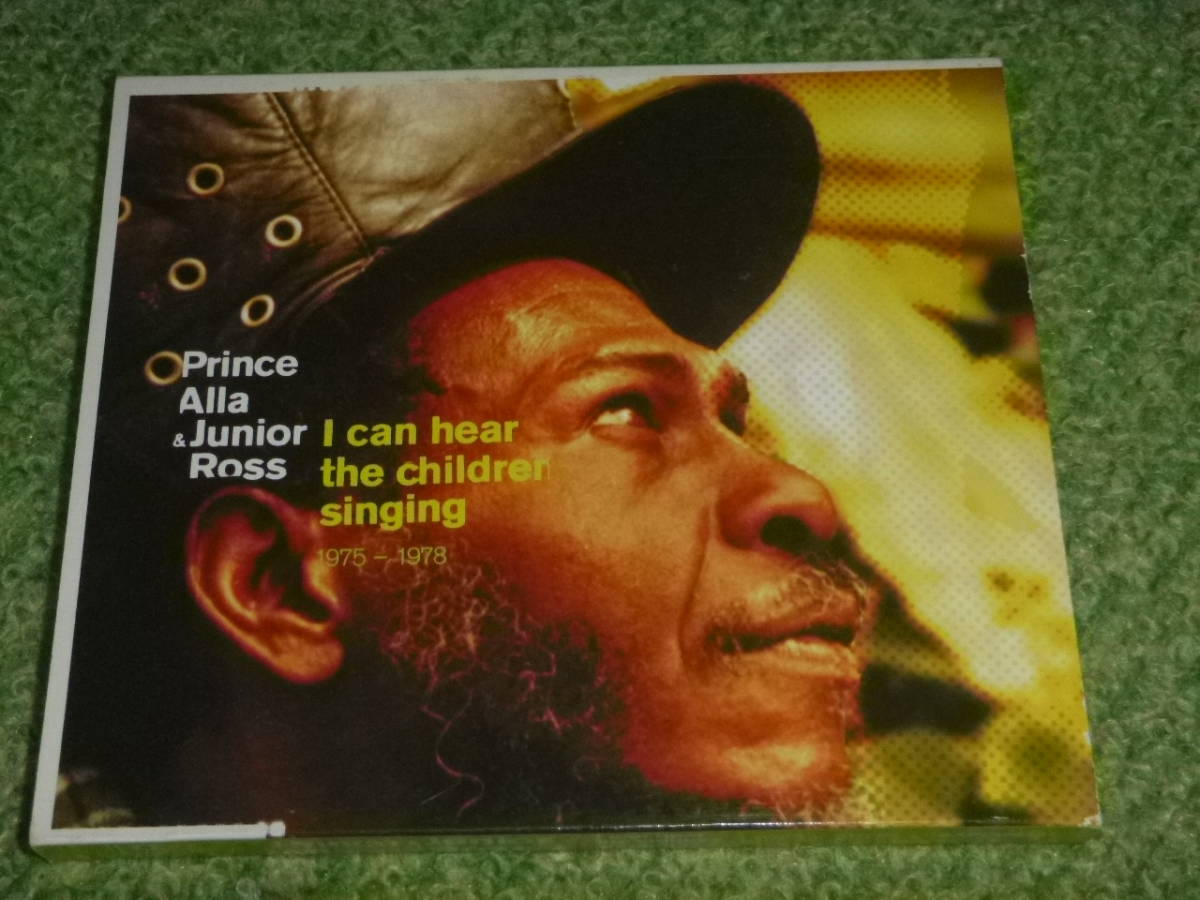 Prince
Alla
& Junior
Ross
I can hear
the children
singing
1975 – 1978